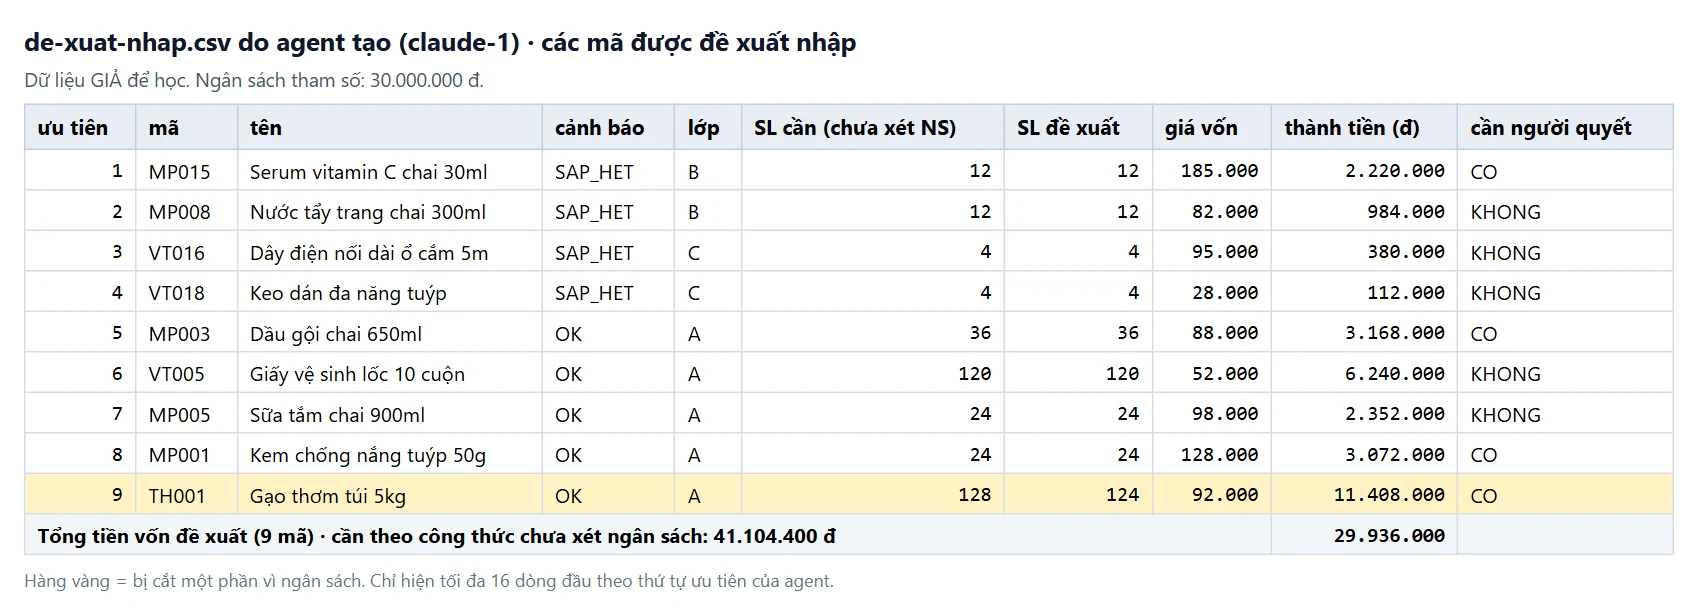 de-xuat-nhap.csv do agent tạo (claude-1) · các mã được đề xuất nhập
Dữ liệu GIẢ để học. Ngân sách tham số: 30.000.000 đ.
ưu tiên mã tên cảnh báo lớp SL cần (chưa xét NS) SL đề xuất giá vốn thành tiền (đ) cần người quyết
1 MP015 Serum vitamin C chai 30ml SAP_HET B 12 12 185.000 2.220.000 CO
2 MP008 Nước tẩy trang chai 300ml SAP_HET B 12 12 82.000 984.000 KHONG
3 VT016 Dây điện nối dài ổ cắm 5m SAP_HET C 4 4 95.000 380.000 KHONG
4 VT018 Keo dán đa năng tuýp SAP_HET C 4 4 28.000 112.000 KHONG
5 MP003 Dầu gội chai 650ml OK A 36 36 88.000 3.168.000 CO
6 VT005 Giấy vệ sinh lốc 10 cuộn OK A 120 120 52.000 6.240.000 KHONG
7 MP005 Sữa tắm chai 900ml OK A 24 24 98.000 2.352.000 KHONG
8 MP001 Kem chống nắng tuýp 50g OK A 24 24 128.000 3.072.000 CO
9 TH001 Gạo thơm túi 5kg OK A 128 124 92.000 11.408.000 CO
Tổng tiền vốn đề xuất (9 mã) · cần theo công thức chưa xét ngân sách: 41.104.400 đ 29.936.000
Hàng vàng = bị cắt một phần vì ngân sách. Chỉ hiện tối đa 16 dòng đầu theo thứ tự ưu tiên của agent.